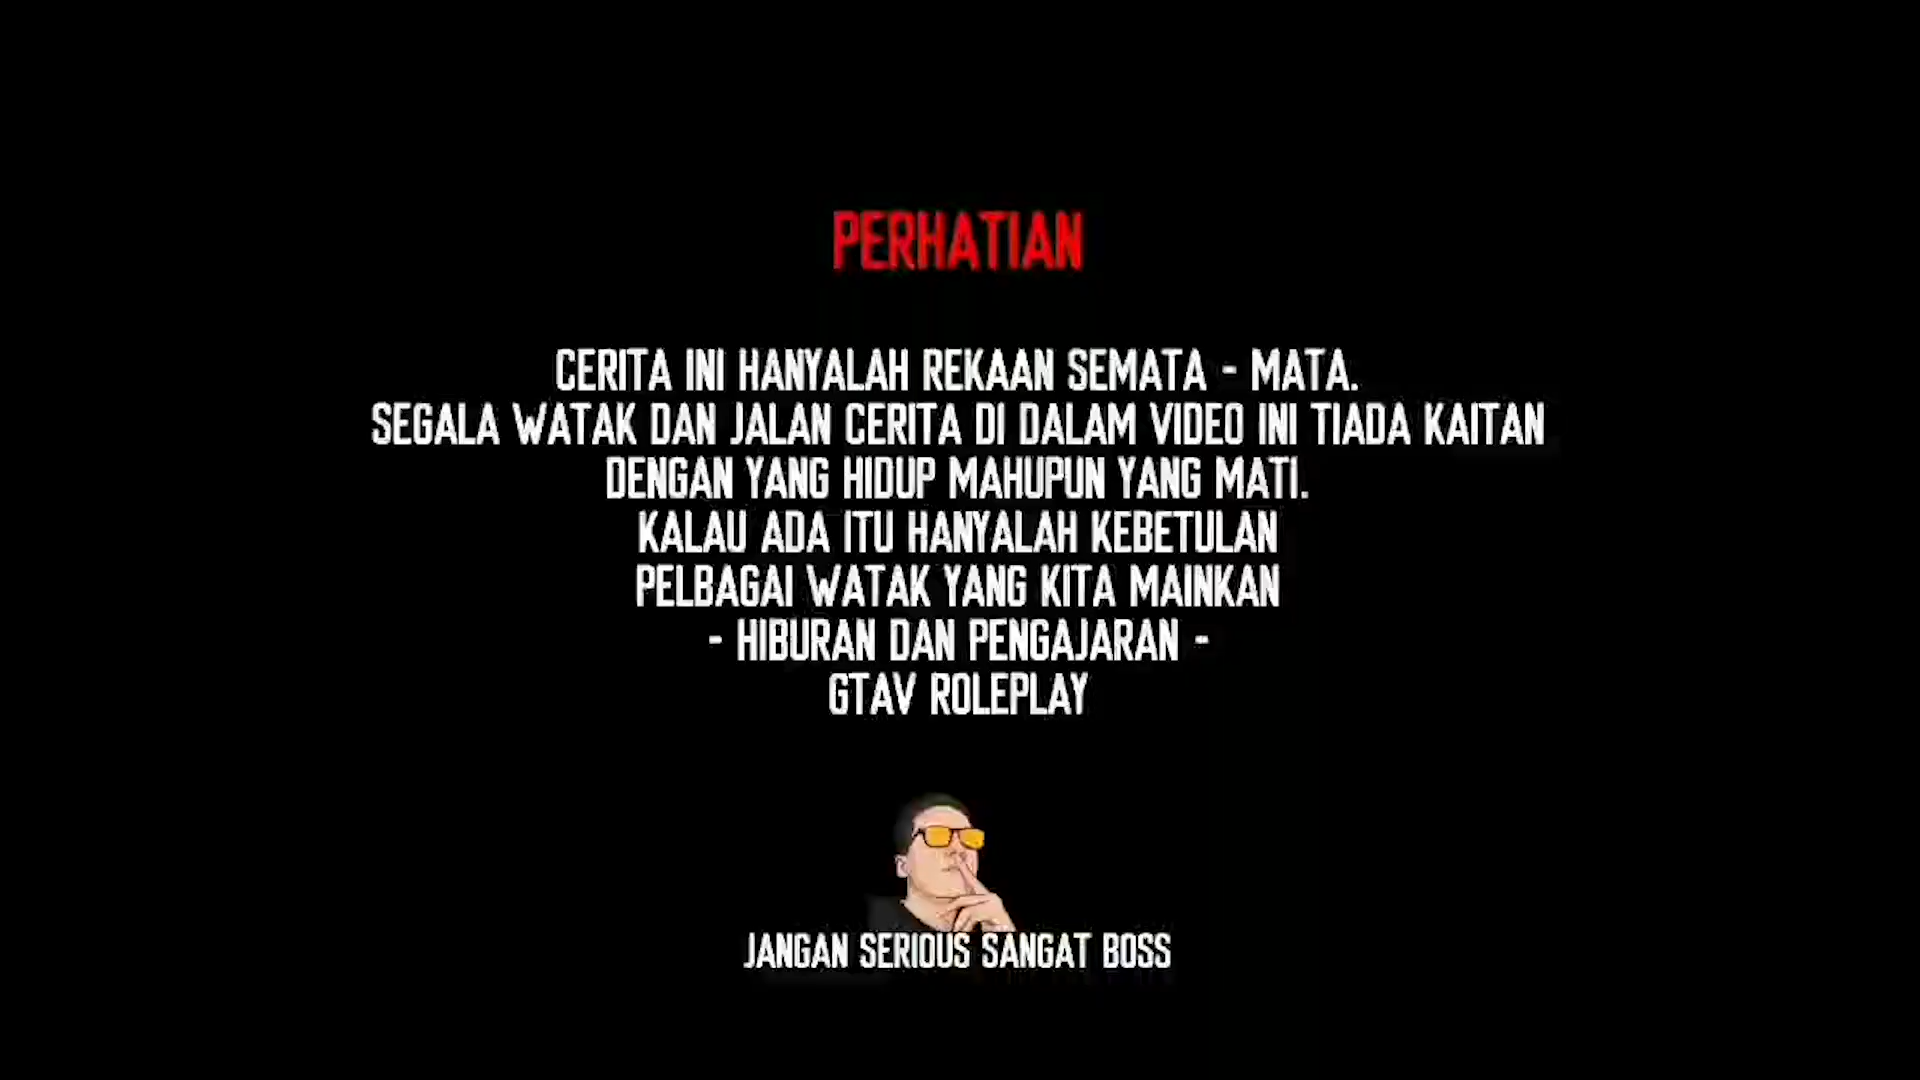 PERHATIAN
CERITA INI HANYALAH REKAAN SEMATA - MATA.
SEGALA WATAK DAN JALAN CERITA DI DALAM VIDEO INI TIADA KAITAN
DENGAN YANG HIDUP MAHUPUN YANG MATI.
KALAU ADA ITU HANYALAH KEBETULAN
PELBAGAI WATAK YANG KITA MAINKAN
- HIBURAN DAN PENGAJARAN -
GTAV ROLEPLAY
JANGAN SERIOUS SANGAT BOSS